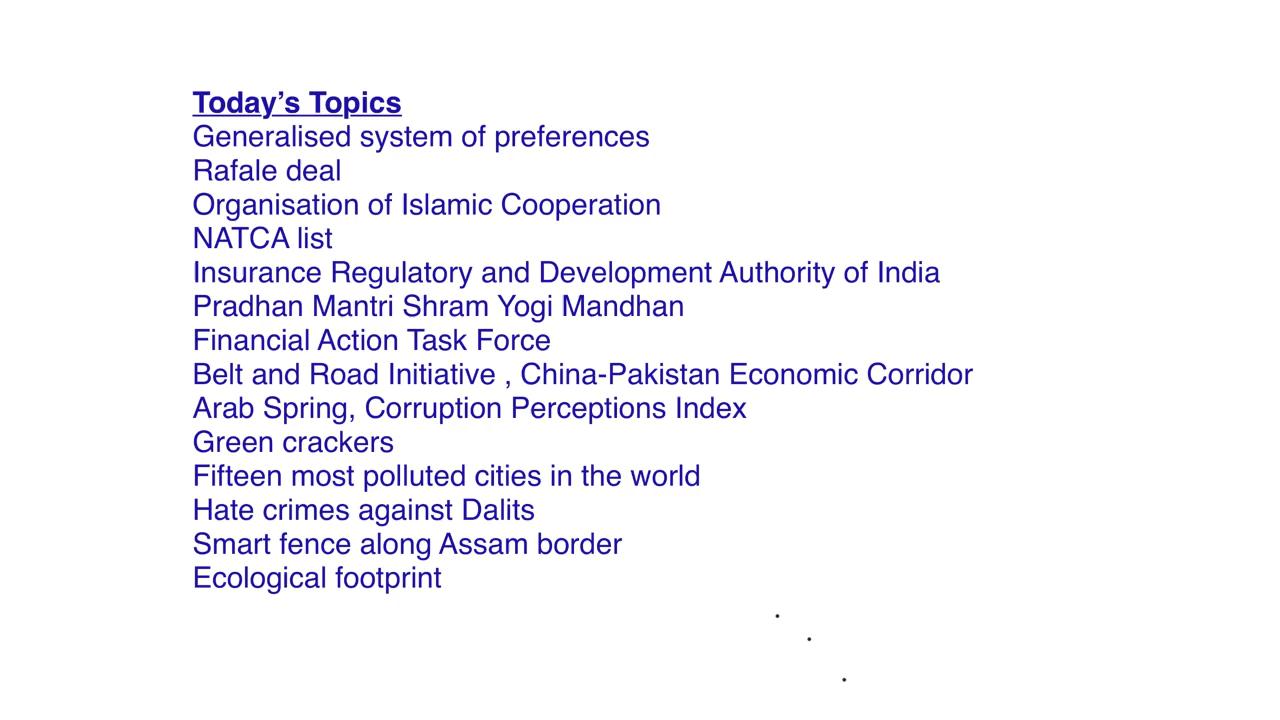 Today’s Topics
Generalised system of preferences
Rafale deal
Organisation of Islamic Cooperation
NATCA list
Insurance Regulatory and Development Authority of India
Pradhan Mantri Shram Yogi Mandhan
Financial Action Task Force
Belt and Road Initiative , China-Pakistan Economic Corridor
Arab Spring, Corruption Perceptions Index
Green crackers
Fifteen most polluted cities in the world
Hate crimes against Dalits
Smart fence along Assam border
Ecological footprint